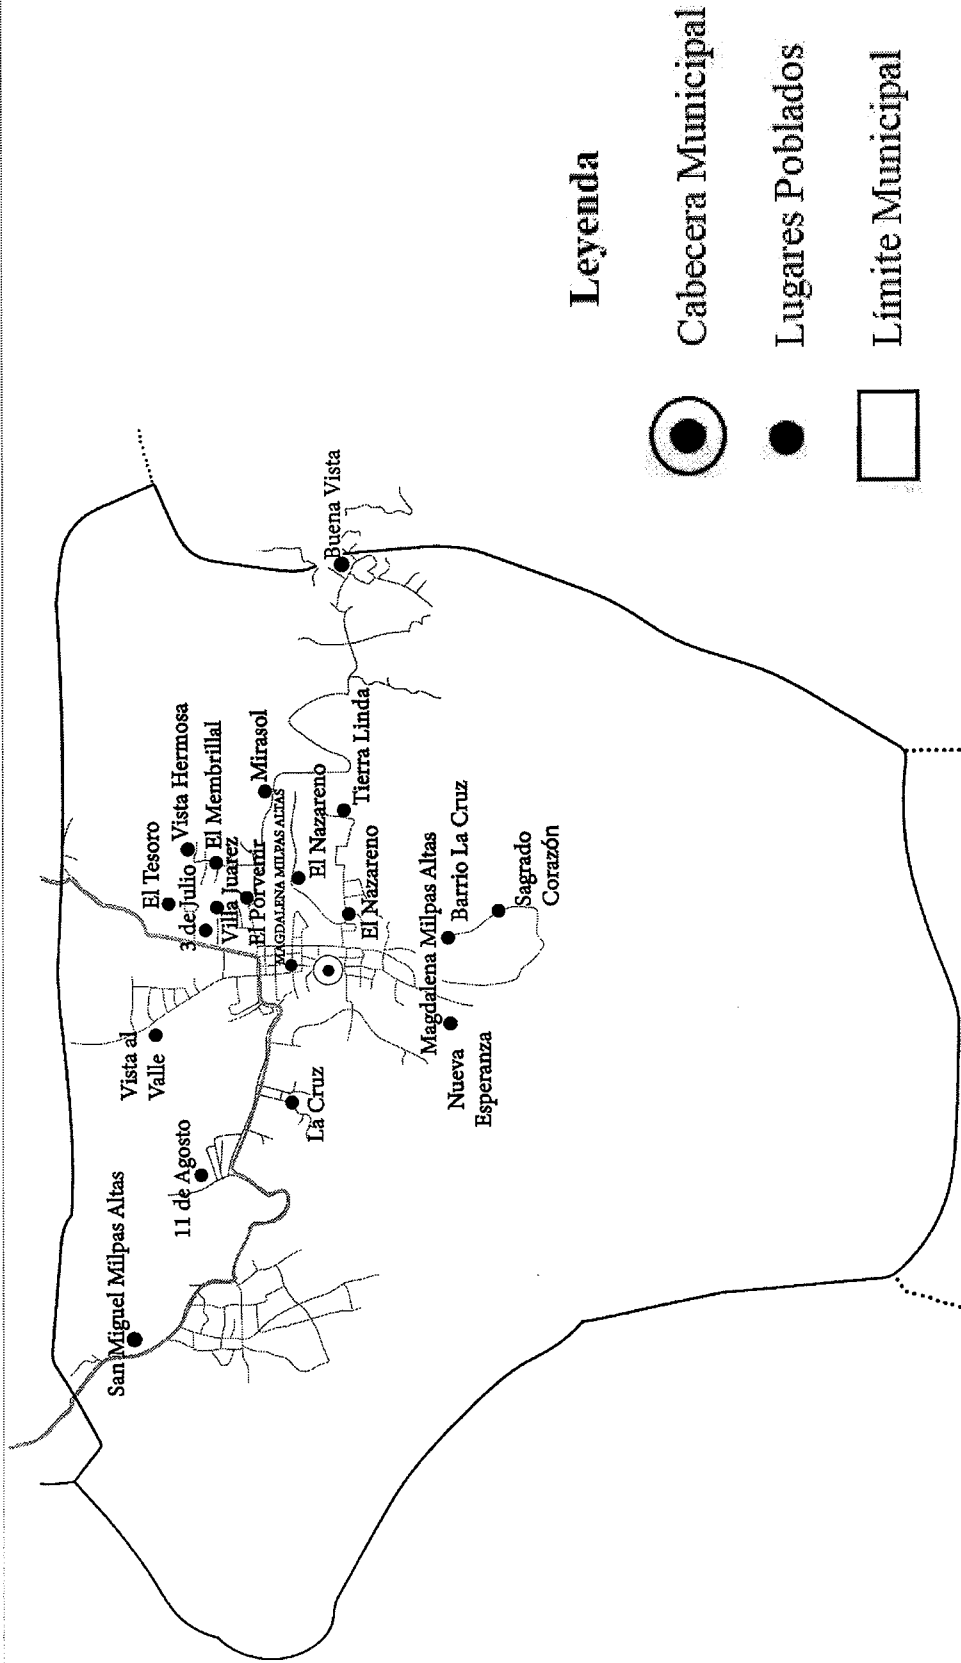 San Miguel Milpas Altas
11 de Agosto
Vista al
Valle
La Cruz
El Tesoro
3 de Julio
Vista Hermosa
Villa Juarez
El Membrillal
El Porvenir
Mirasol
MAGDALENA MILPAS ALTAS
El Nazareno
Tierra Linda
El Nazareno
Buena Vista
Magdalena Milpas Altas
Barrio La Cruz
Nueva
Esperanza
Sagrado
Corazón
Leyenda
Cabecera Municipal
Lugares Poblados
Límite Municipal